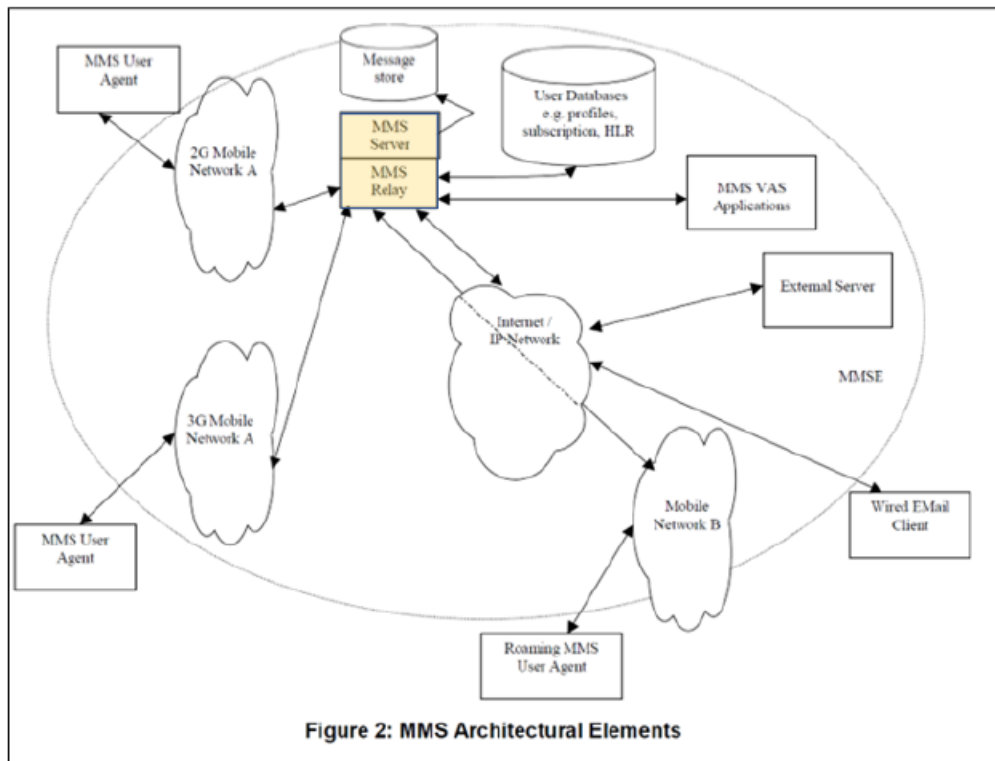 MMS User
Agent
Message
store
User Databases
e.g. profiles,
subscription, HLR
MMS
Server
2G Mobile
Network A
MMS
Relay
MMS VAS
Applications
External Server
Internet /
IP Network
MMSE
3G Mobile
Network A
MMS User
Agent
Mobile
Network B
Wired EMail
Client
Roaming MMS
User Agent
Figure 2: MMS Architectural Elements